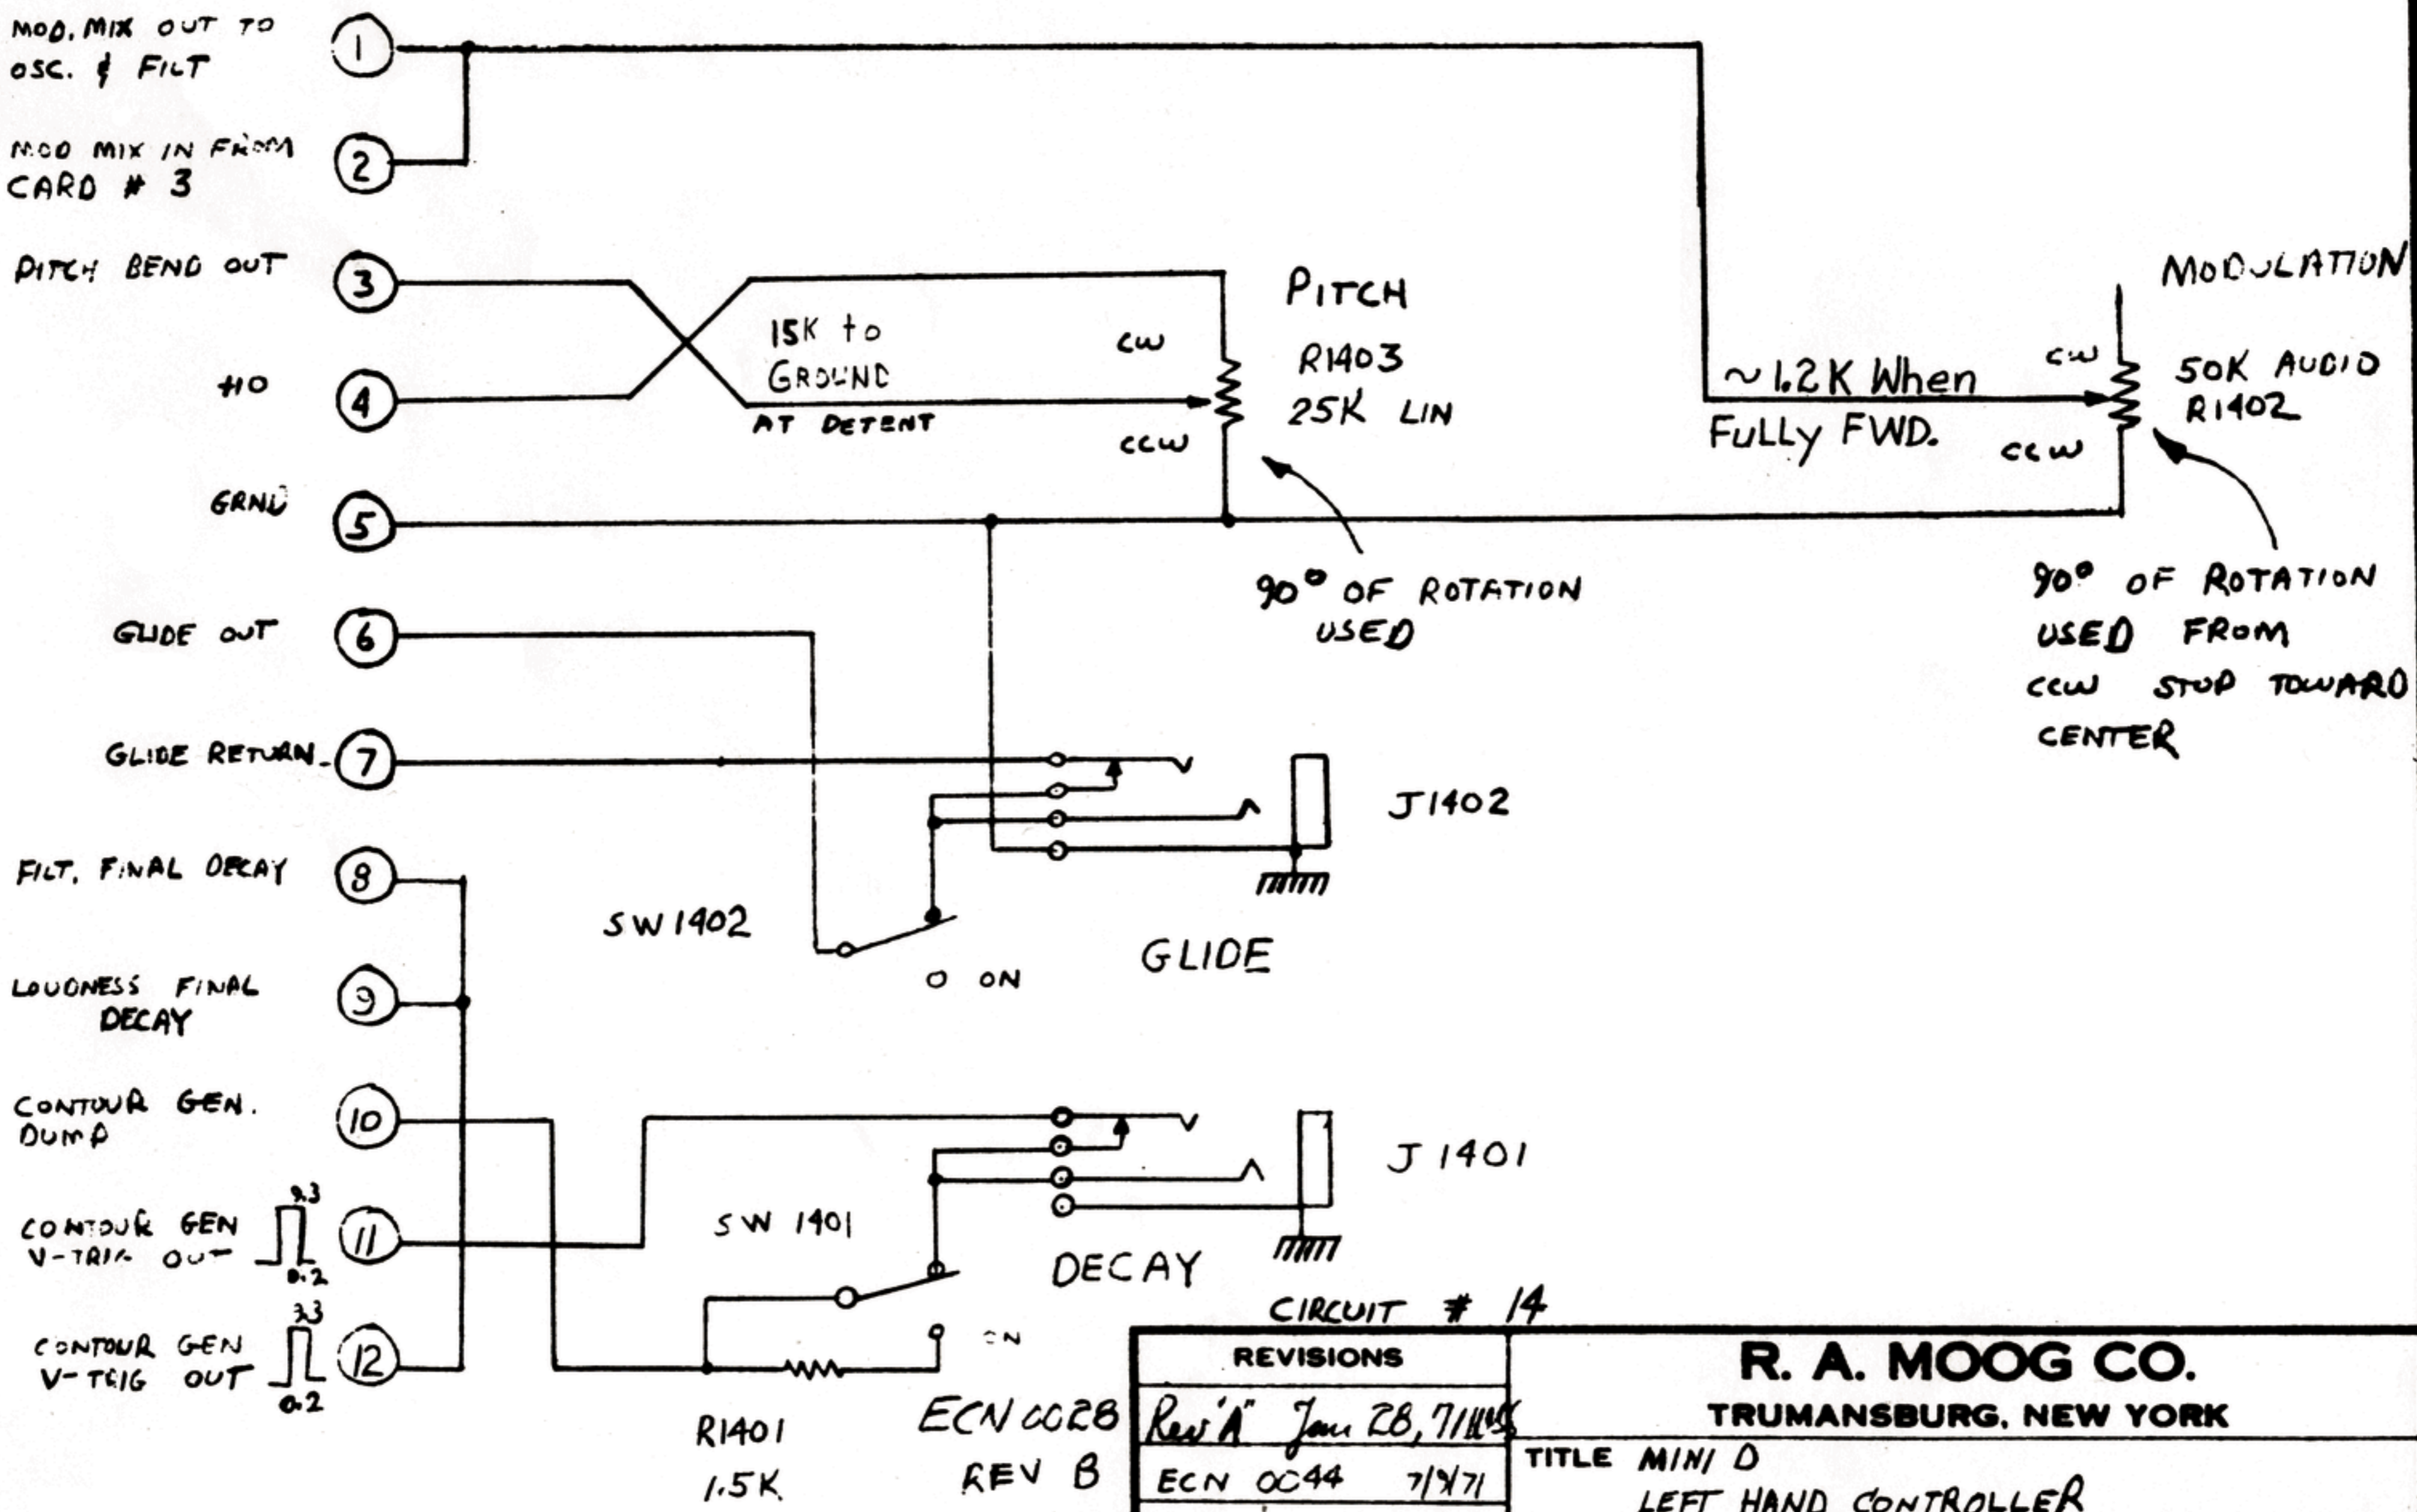 MOD. MIX OUT TO
OSC. & FILT
1
MOD MIX IN FROM
CARD # 3
2
PITCH BEND OUT
3
4
GRND
5
GLIDE OUT
6
GLIDE RETURN
7
FILT. FINAL DECAY
8
LOUDNESS FINAL
DECAY
9
CONTOUR GEN.
DUMP
10
CONTOUR GEN
V-TRIG OUT
0.2
11
CONTOUR GEN
V-TRIG OUT
0.2
12
15K to
GROUND
AT DETENT
CW
CCW
PITCH
R1403
25K LIN
90° OF ROTATION
USED
~1.2K When
Fully FWD.
CW
CCW
MODULATION
50K AUDIO
R1402
90° OF ROTATION
USED FROM
CCW STOP TOWARD
CENTER
J1402
SW1402
ON
GLIDE
J 1401
SW 1401
DECAY
ON
R1401
1.5K
CIRCUIT # 14
ECN 0028
REV B
REVISIONS
Rev "A" Jan 28, 71
ECN 0044 7/9/71
R. A. MOOG CO.
TRUMANSBURG, NEW YORK
TITLE MINI D
LEFT HAND CONTROLLER